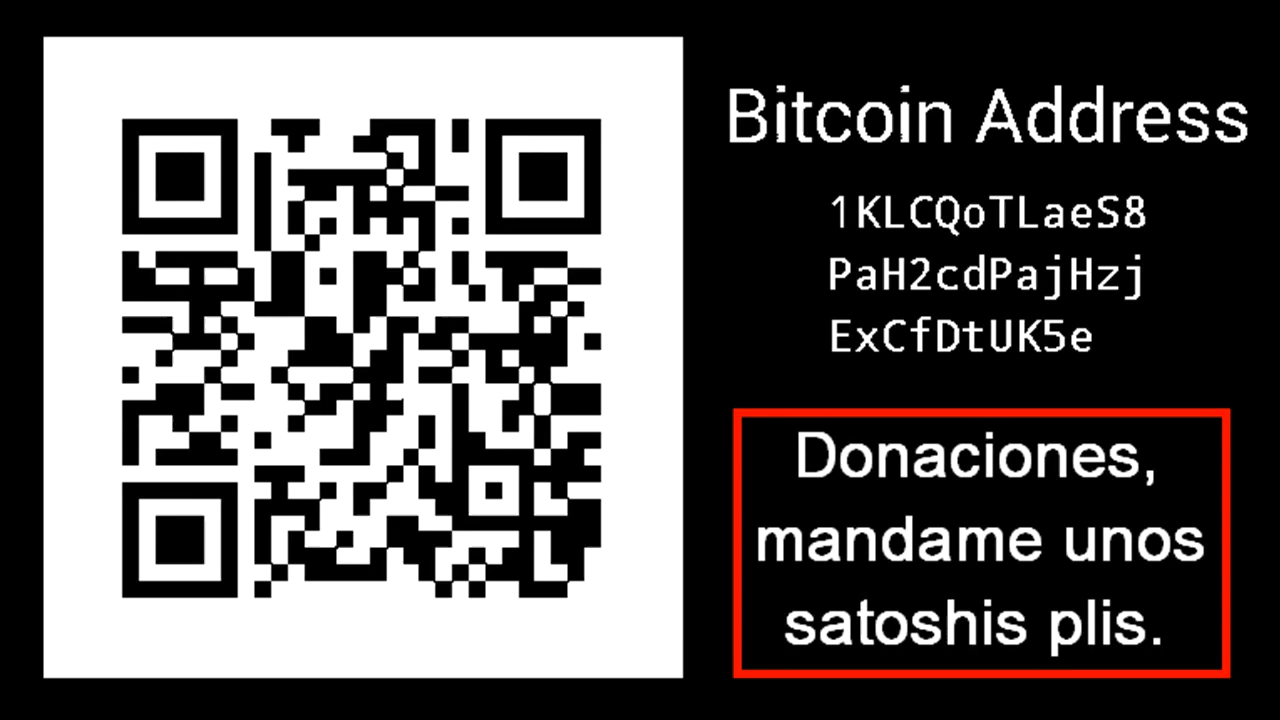 Bitcoin Address
1KLCQoTLaeS8
PaH2cdPajHzj
ExCfDtUK5e
Donaciones,
mandame unos
satoshis plis.